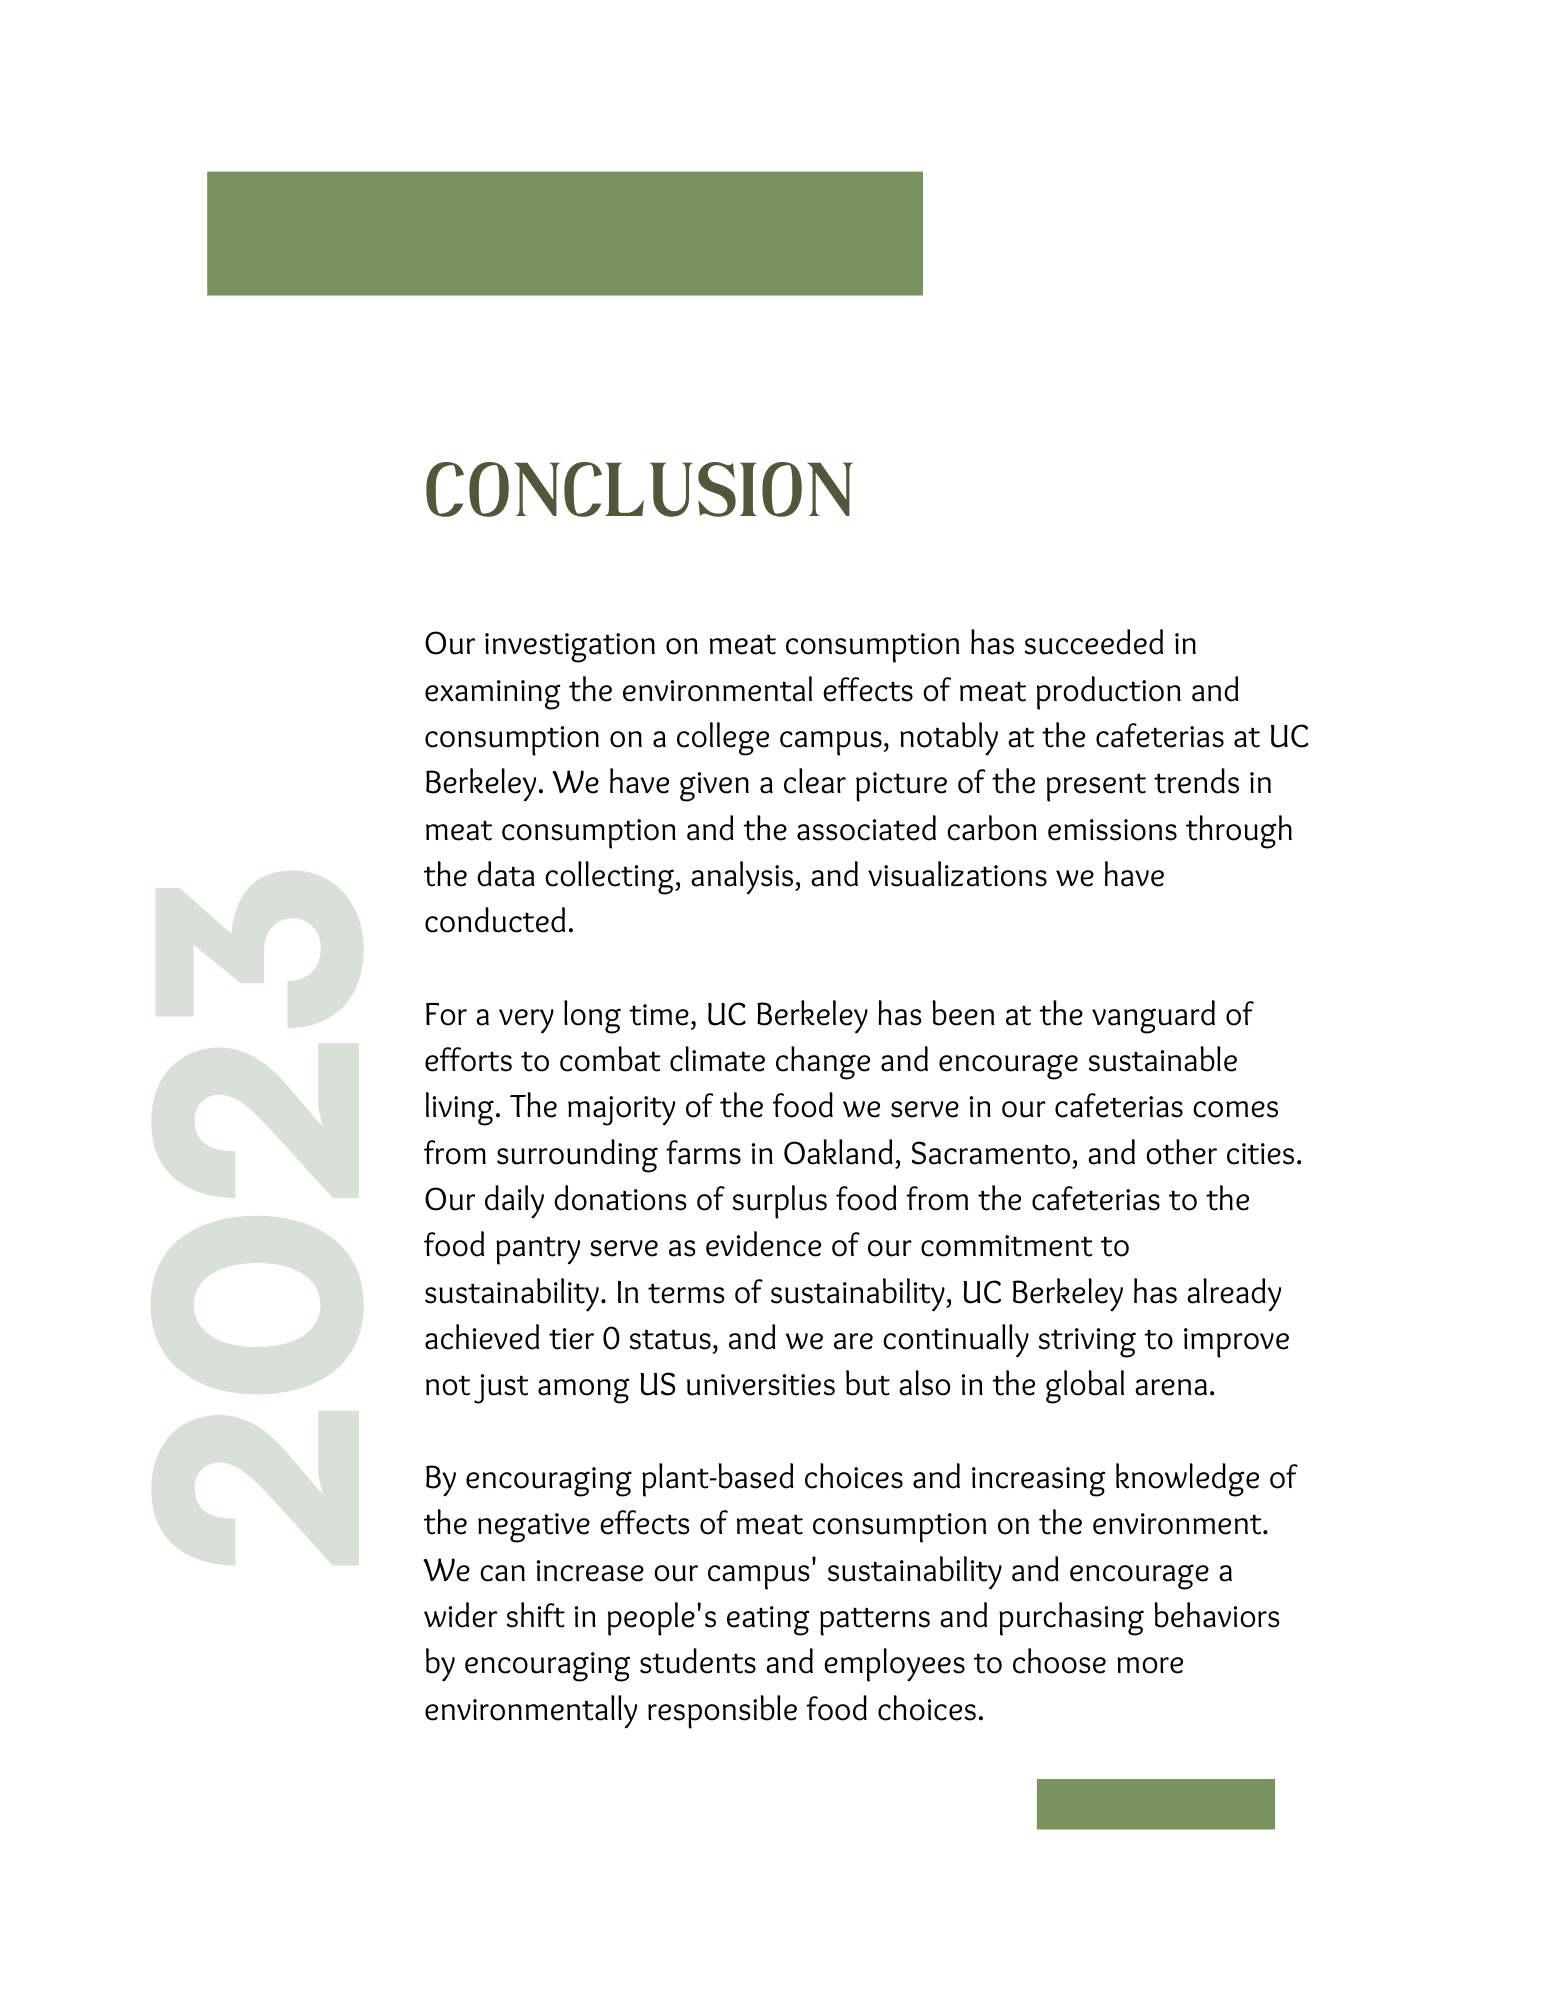 CONCLUSION
Our investigation on meat consumption has succeeded in
examining the environmental effects of meat production and
consumption on a college campus, notably at the cafeterias at UC
Berkeley. We have given a clear picture of the present trends in
meat consumption and the associated carbon emissions through
the data collecting, analysis, and visualizations we have
conducted.
For a very long time, UC Berkeley has been at the vanguard of
efforts to combat climate change and encourage sustainable
living. The majority of the food we serve in our cafeterias comes
from surrounding farms in Oakland, Sacramento, and other cities.
Our daily donations of surplus food from the cafeterias to the
food pantry serve as evidence of our commitment to
sustainability. In terms of sustainability, UC Berkeley has already
achieved tier 0 status, and we are continually striving to improve
not just among US universities but also in the global arena.
By encouraging plant-based choices and increasing knowledge of
the negative effects of meat consumption on the environment.
We can increase our campus' sustainability and encourage a
wider shift in people's eating patterns and purchasing behaviors
by encouraging students and employees to choose more
environmentally responsible food choices.
2023